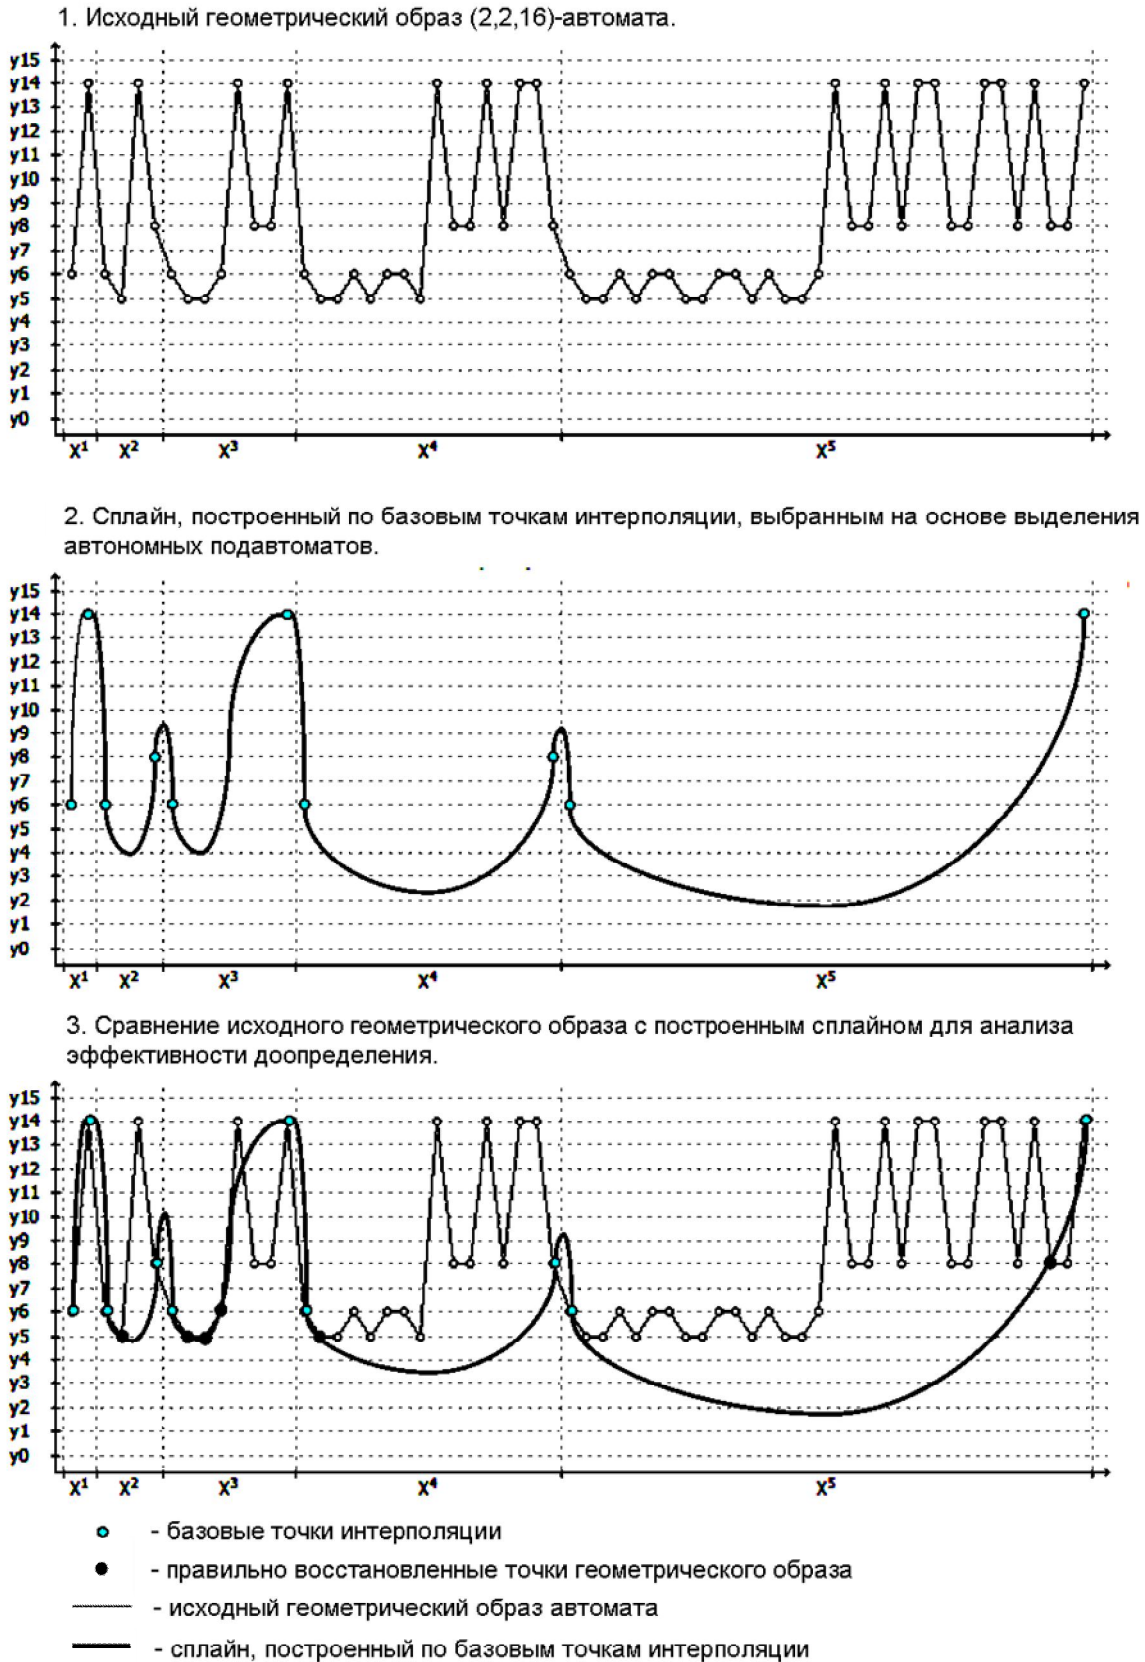 1. Исходный геометрический образ (2,2,16)-автомата.
y15
y14
y13
y12
y11
y10
y9
y8
y7
y6
y5
y4
y3
y2
y1
y0
X¹ X² X³ X⁴ X⁵
2. Сплайн, построенный по базовым точкам интерполяции, выбранным на основе выделения
автономных подавтоматов.
y15
y14
y13
y12
y11
y10
y9
y8
y7
y6
y5
y4
y3
y2
y1
y0
X¹ X² X³ X⁴ X⁵
3. Сравнение исходного геометрического образа с построенным сплайном для анализа
эффективности доопределения.
y15
y14
y13
y12
y11
y10
y9
y8
y7
y6
y5
y4
y3
y2
y1
y0
X¹ X² X³ X⁴ X⁵
- базовые точки интерполяции
- правильно восстановленные точки геометрического образа
- исходный геометрический образ автомата
- сплайн, построенный по базовым точкам интерполяции